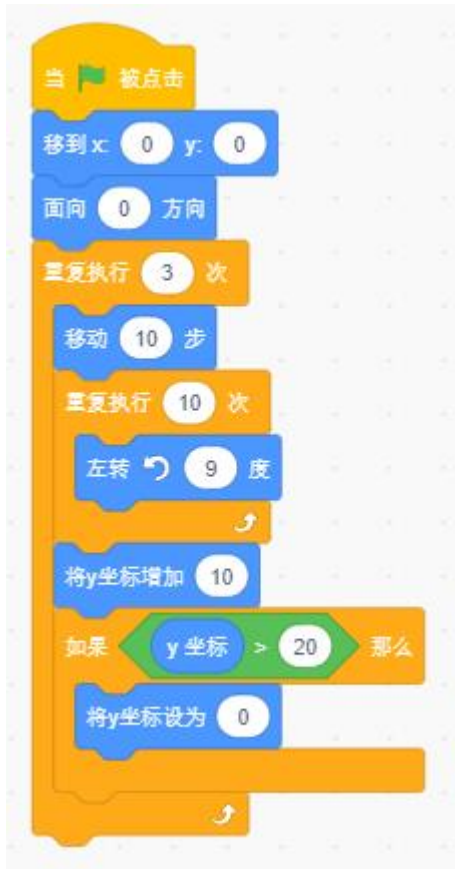 当 被点击
移到 x: 0 y: 0
面向 0 方向
重复执行 3 次
移动 10 步
重复执行 10 次
左转 9 度
将y坐标增加 10
如果 y 坐标 > 20 那么
将y坐标设为 0